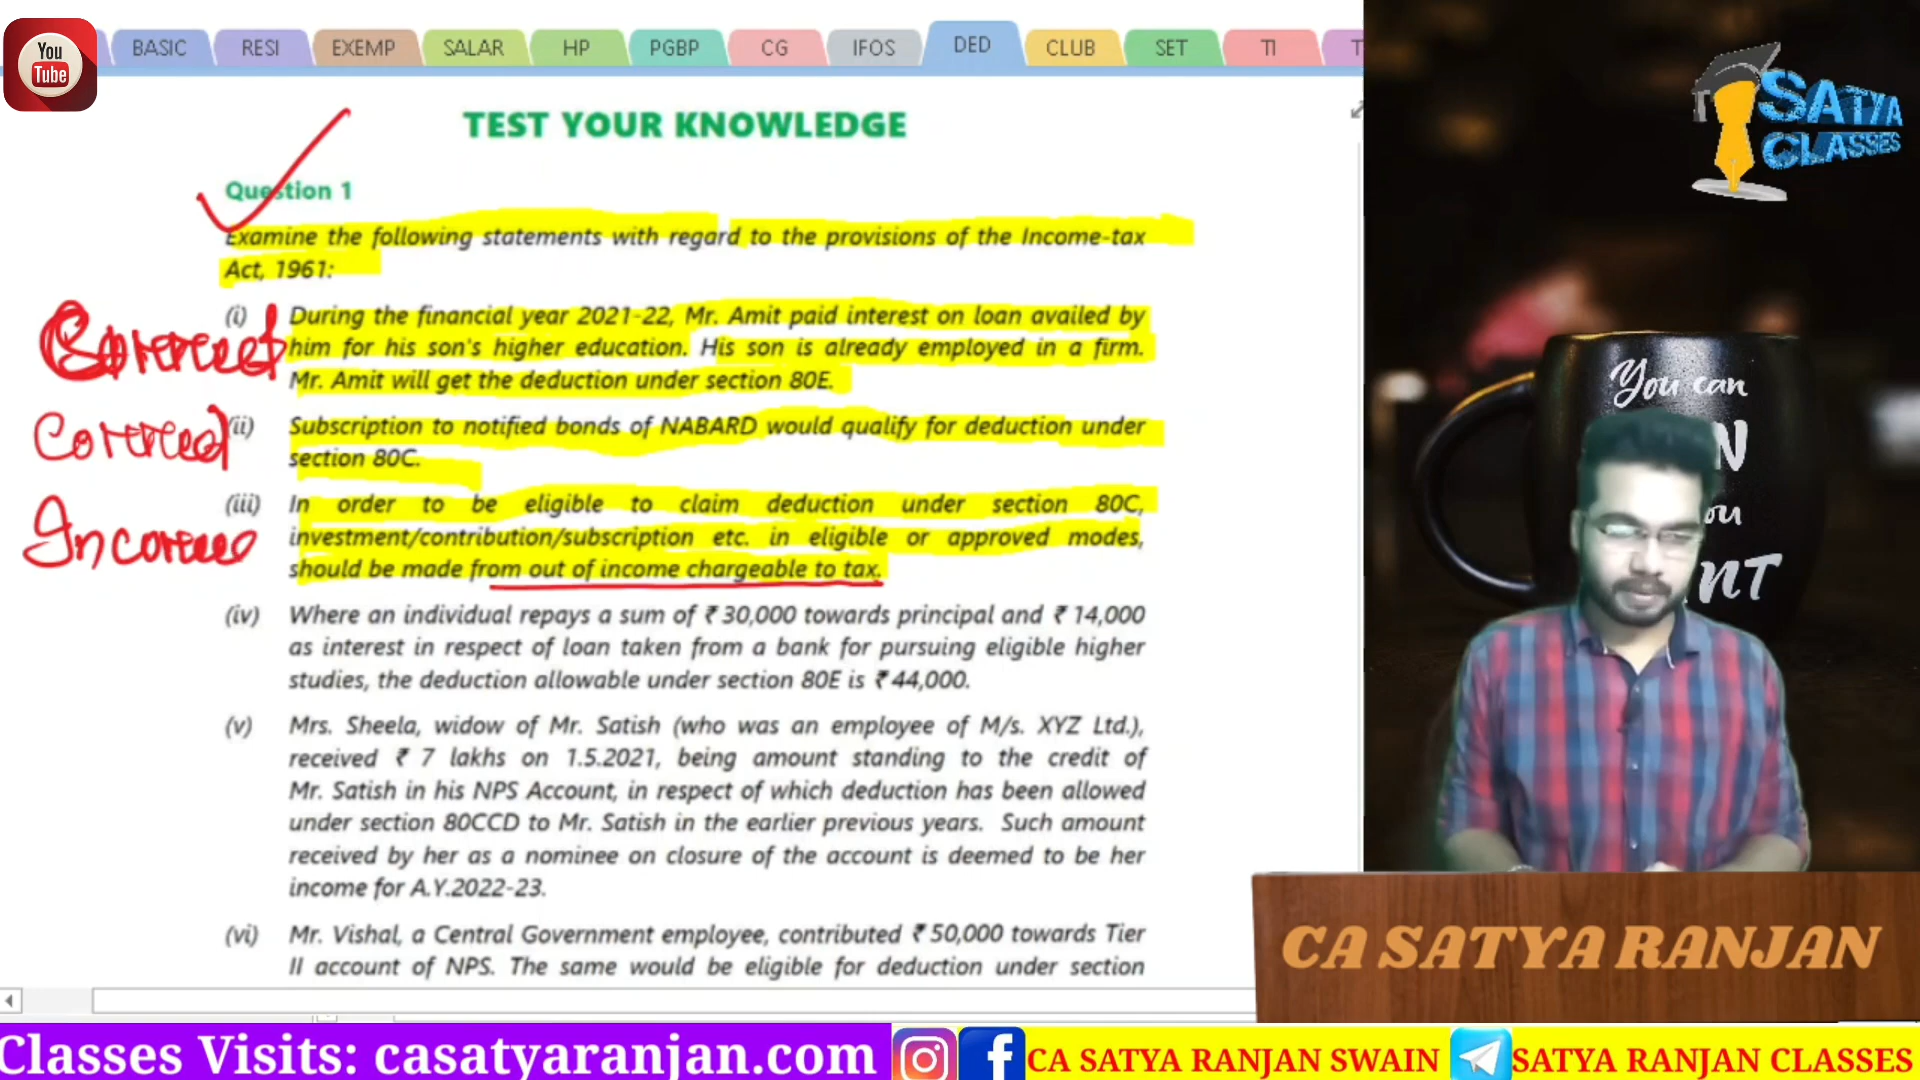 You
Tube
BASIC
RESI
EXEMP
SALAR
HP
PGBP
CG
IFOS
DED
CLUB
SET
TI
TEST YOUR KNOWLEDGE
Question 1
Examine the following statements with regard to the provisions of the Income-tax
Act, 1961:
(i) During the financial year 2021-22, Mr. Amit paid interest on loan availed by
him for his son's higher education. His son is already employed in a firm.
Mr. Amit will get the deduction under section 80E.
(ii) Subscription to notified bonds of NABARD would qualify for deduction under
section 80C.
(iii) In order to be eligible to claim deduction under section 80C,
investment/contribution/subscription etc. in eligible or approved modes,
should be made from out of income chargeable to tax.
(iv) Where an individual repays a sum of ₹ 30,000 towards principal and ₹ 14,000
as interest in respect of loan taken from a bank for pursuing eligible higher
studies, the deduction allowable under section 80E is ₹ 44,000.
(v) Mrs. Sheela, widow of Mr. Satish (who was an employee of M/s. XYZ Ltd.),
received ₹ 7 lakhs on 1.5.2021, being amount standing to the credit of
Mr. Satish in his NPS Account, in respect of which deduction has been allowed
under section 80CCD to Mr. Satish in the earlier previous years. Such amount
received by her as a nominee on closure of the account is deemed to be her
income for A.Y.2022-23.
(vi) Mr. Vishal, a Central Government employee, contributed ₹ 50,000 towards Tier
II account of NPS. The same would be eligible for deduction under section
SATYA
CLASSES
You can
CA SATYA RANJAN
Classes Visits: casatyaranjan.com
CA SATYA RANJAN SWAIN
SATYA RANJAN CLASSES